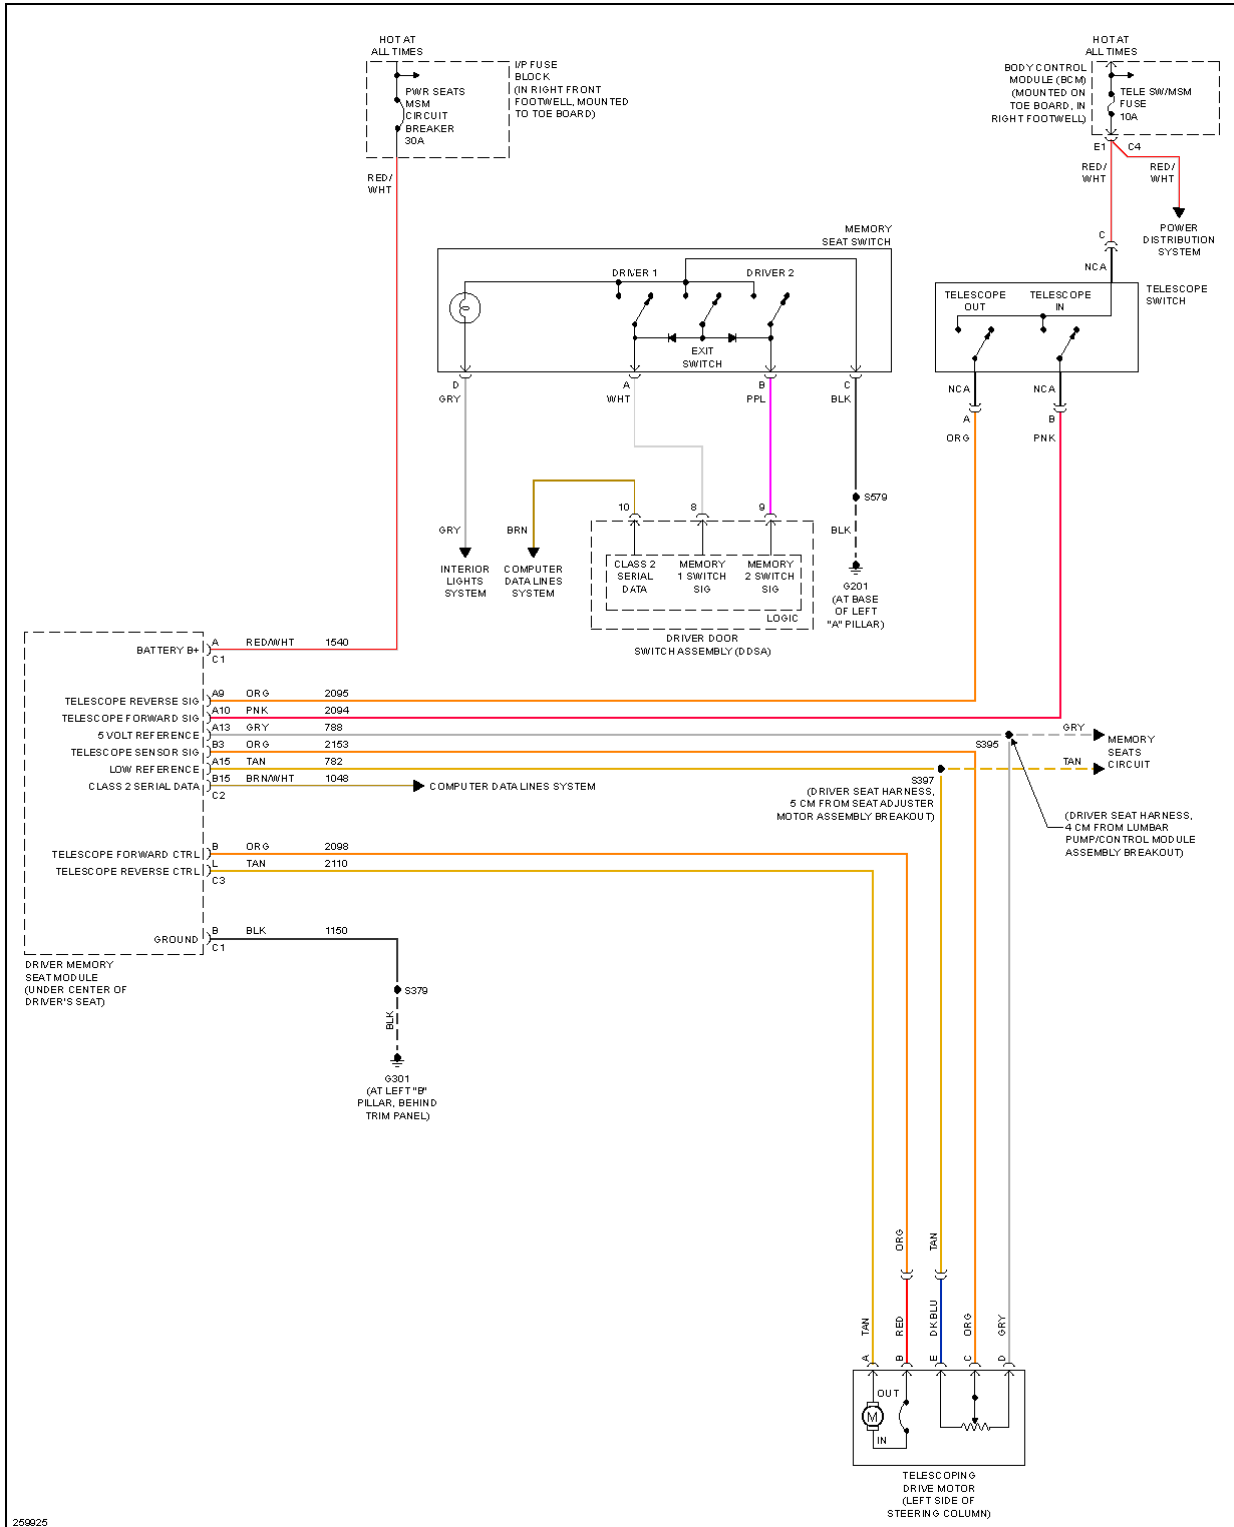 HOT AT
ALL TIMES
I/P FUSE
BLOCK
(IN RIGHT FRONT
FOOTWELL, MOUNTED
TO TOE BOARD)
PWR SEATS
MSM
CIRCUIT
BREAKER
30A
RED/
WHT
HOT AT
ALL TIMES
BODY CONTROL
MODULE (BCM)
(MOUNTED ON
TOE BOARD, IN
RIGHT FOOTWELL)
TELE SW/MSM
FUSE
10A
E1
C4
RED/
WHT
RED/
WHT
POWER
DISTRIBUTION
SYSTEM
C
NCA
MEMORY
SEAT SWITCH
DRIVER 1
DRIVER 2
EXIT
SWITCH
D
A
B
C
GRY
WHT
PPL
BLK
TELESCOPE
SWITCH
TELESCOPE
OUT
TELESCOPE
IN
NCA
NCA
A
B
ORG
PNK
S579
10
8
9
GRY
BRN
BLK
INTERIOR
LIGHTS
SYSTEM
COMPUTER
DATA LINES
SYSTEM
CLASS 2
SERIAL
DATA
MEMORY
1 SWITCH
SIG
MEMORY
2 SWITCH
SIG
LOGIC
DRIVER DOOR
SWITCH ASSEMBLY (DDSA)
G201
(AT BASE
OF LEFT
"A" PILLAR)
BATTERY B+
A
RED/WHT
1540
C1
TELESCOPE REVERSE SIG
A9
ORG
2095
TELESCOPE FORWARD SIG
A10
PNK
2094
5 VOLT REFERENCE
A13
GRY
788
TELESCOPE SENSOR SIG
B3
ORG
2153
LOW REFERENCE
A15
TAN
782
CLASS 2 SERIAL DATA
B15
BRN/WHT
1048
C2
COMPUTER DATA LINES SYSTEM
GRY
S395
MEMORY
SEATS
CIRCUIT
TAN
S397
(DRIVER SEAT HARNESS,
5 CM FROM SEAT ADJUSTER
MOTOR ASSEMBLY BREAKOUT)
(DRIVER SEAT HARNESS,
4 CM FROM LUMBAR
PUMP/CONTROL MODULE
ASSEMBLY BREAKOUT)
TELESCOPE FORWARD CTRL
B
ORG
2098
TELESCOPE REVERSE CTRL
L
TAN
2110
C3
GROUND
B
BLK
1150
C1
DRIVER MEMORY
SEAT MODULE
(UNDER CENTER OF
DRIVER'S SEAT)
S379
BLK
G301
(AT LEFT "B"
PILLAR, BEHIND
TRIM PANEL)
ORG
TAN
TAN
RED
DK BLU
ORG
GRY
A
B
E
C
D
OUT
M
IN
TELESCOPING
DRIVE MOTOR
(LEFT SIDE OF
STEERING COLUMN)
259925